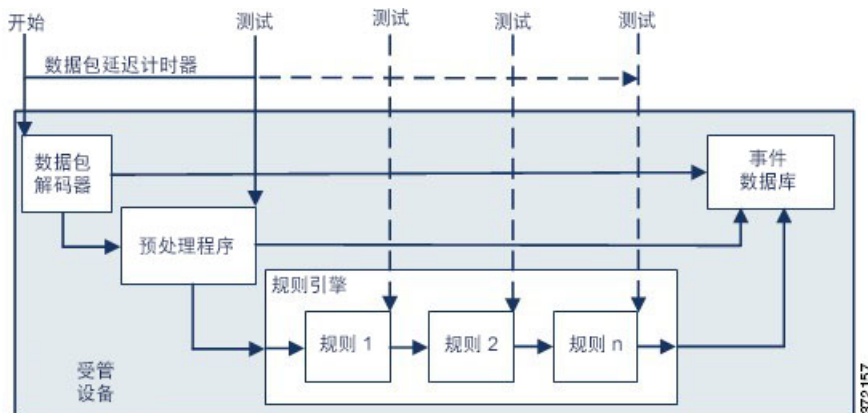 开始
测试
测试
测试
测试
数据包延迟计时器
数据包
解码器
事件
数据库
预处理程序
规则引擎
规则 1
规则 2
规则 n
受管
设备
372157